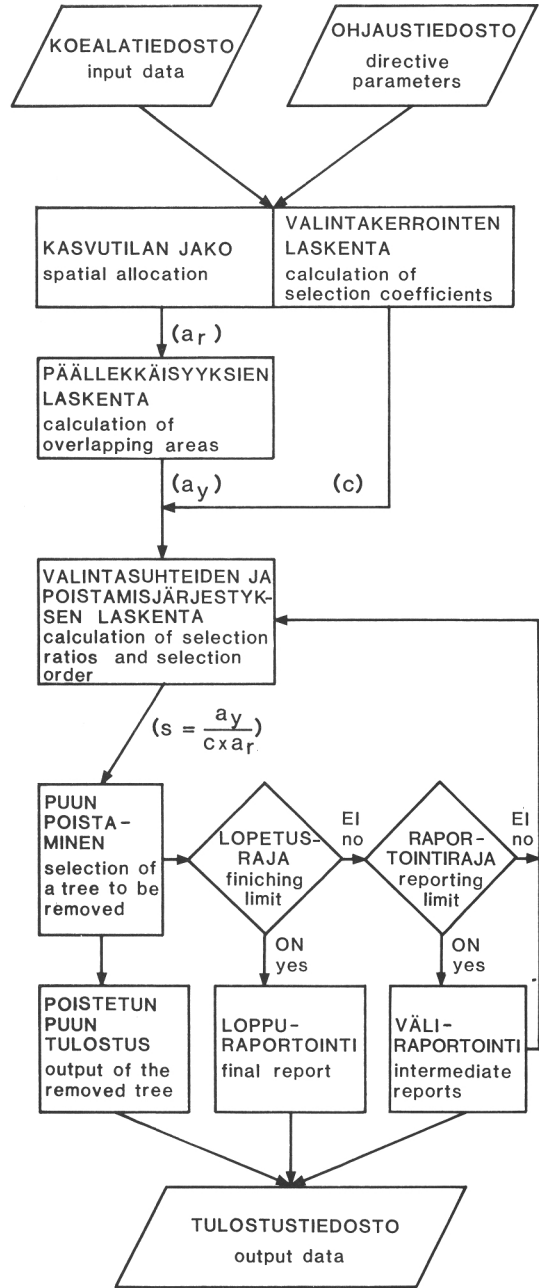 KOEALATIEDOSTO
input data
OHJAUSTIEDOSTO
directive
parameters
KASVUTILAN JAKO
spatial allocation
VALINTAKERROINTEN
LASKENTA
calculation of
selection coefficients
(ar)
PÄÄLLEKKÄISYYKSIEN
LASKENTA
calculation of
overlapping areas
(ay)
(c)
VALINTASUHTEIDEN JA
POISTAMISJÄRJESTYK-
SEN LASKENTA
calculation of selection
ratios and selection
order
(s = ay / c x ar)
PUUN
POISTA-
MINEN
selection of
a tree to be
removed
LOPETUS-
RAJA
finiching
limit
EI
no
RAPOR-
TOINTIRAJA
reporting
limit
EI
no
ON
yes
ON
yes
POISTETUN
PUUN
TULOSTUS
output of the
removed tree
LOPPU-
RAPORTOINTI
final report
VÄLI-
RAPORTOINTI
intermediate
reports
TULOSTUSTIEDOSTO
output data